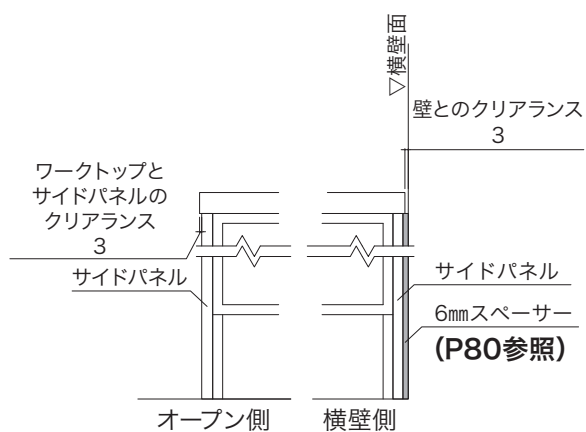 ▽横壁面
壁とのクリアランス
3
ワークトップと
サイドパネルの
クリアランス
3
サイドパネル
サイドパネル
6㎜スペーサー
(P80参照)
オープン側
横壁側